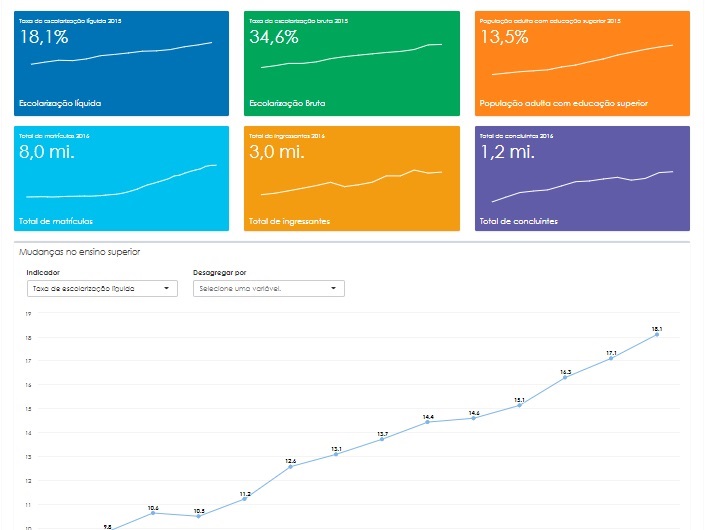 Taxa de escolarização líquida 2015
18,1%
Escolarização líquida
Taxa de escolarização bruta 2015
34,6%
Escolarização Bruta
População adulta com educação superior 2015
13,5%
População adulta com educação superior
Total de matrículas 2016
8,0 mi.
Total de matrículas
Total de ingressantes 2016
3,0 mi.
Total de ingressantes
Total de concluintes 2016
1,2 mi.
Total de concluintes
Mudanças no ensino superior
Indicador
Desagregar por
Taxa de escolarização líquida
Selecione uma variável.
19
18
17
16
15
14
13
12
11
10
9.8
10.6
10.5
11.2
12.6
13.1
13.7
14.4
14.6
15.1
16.3
17.1
18.1